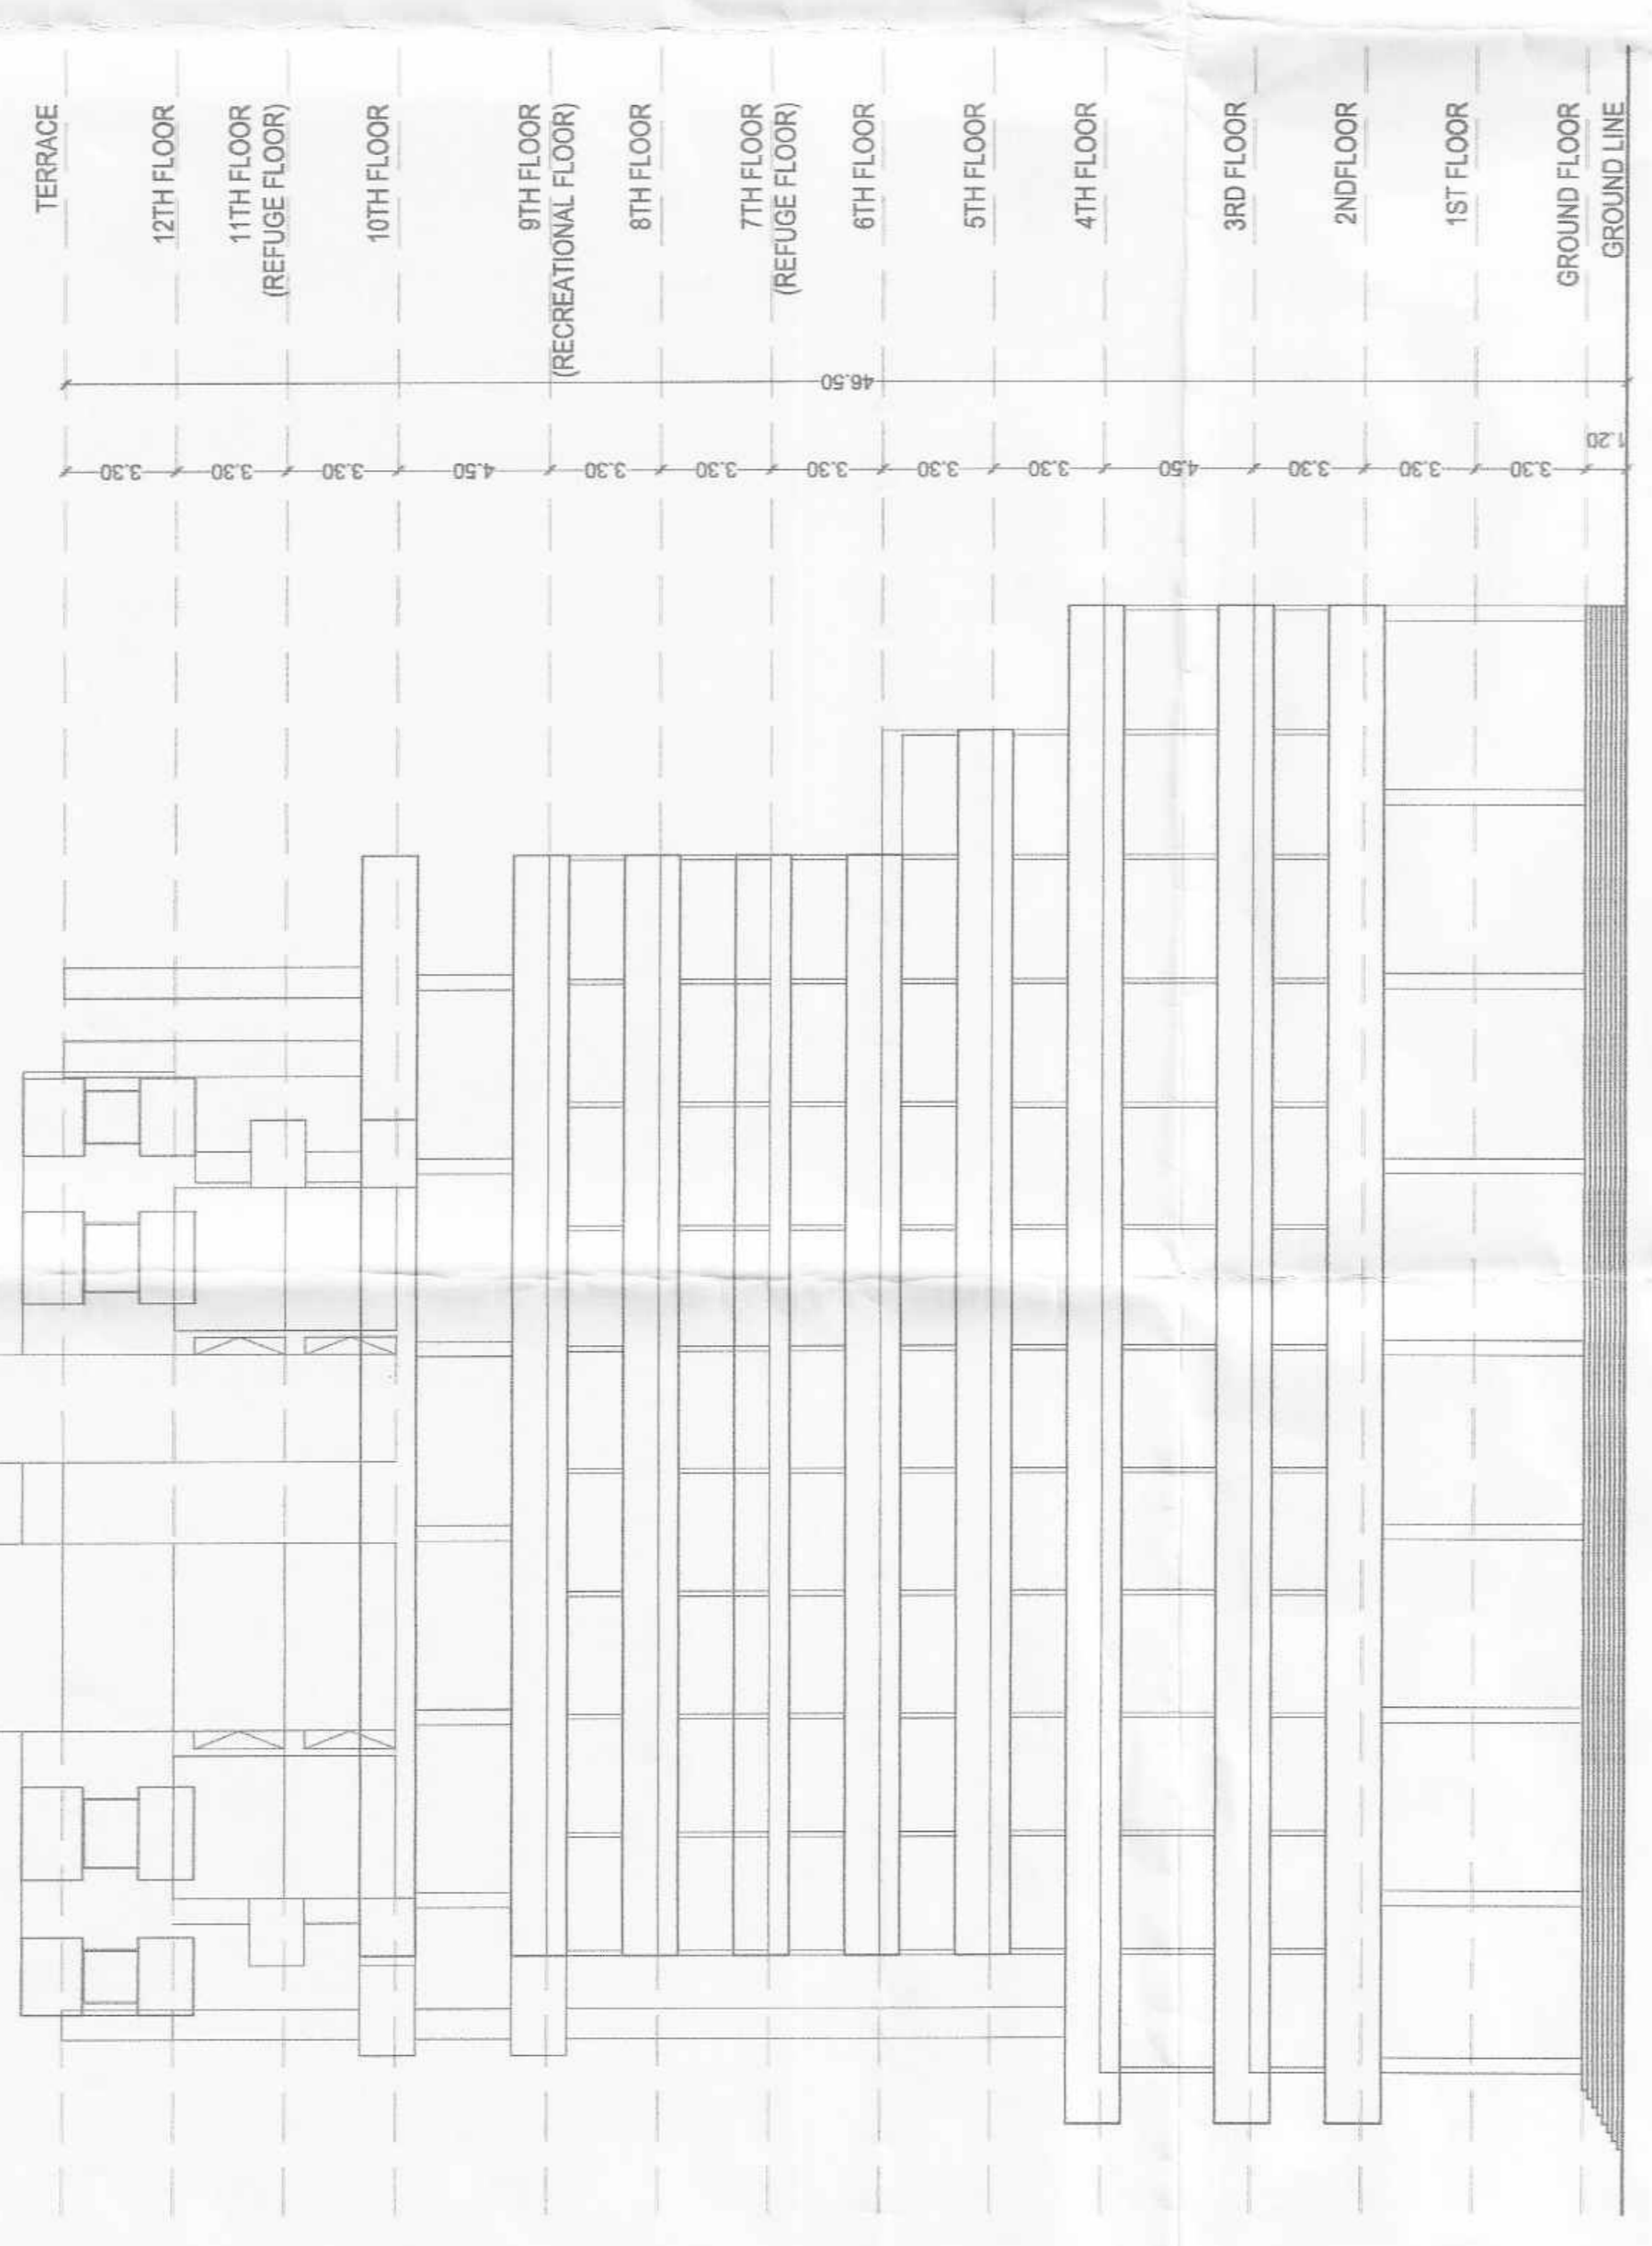 TERRACE
12TH FLOOR
11TH FLOOR
(REFUGE FLOOR)
10TH FLOOR
9TH FLOOR
(RECREATIONAL FLOOR)
8TH FLOOR
7TH FLOOR
(REFUGE FLOOR)
6TH FLOOR
5TH FLOOR
4TH FLOOR
3RD FLOOR
2NDFLOOR
1ST FLOOR
GROUND FLOOR
GROUND LINE
46.50
3.30
3.30
3.30
4.50
3.30
3.30
3.30
3.30
3.30
4.50
3.30
3.30
3.30
1.20